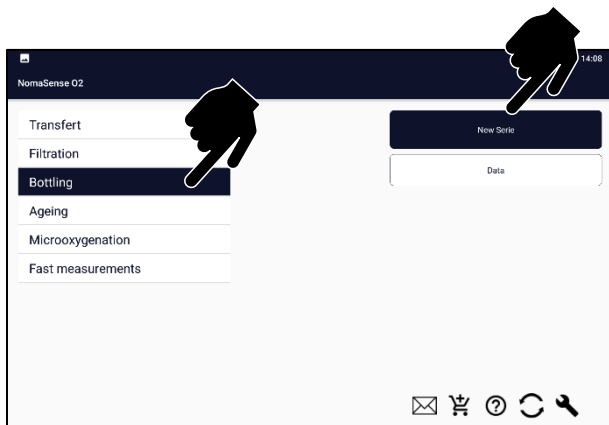 14:08
NomaSense O2
Transfert
Filtration
Bottling
Ageing
Microoxygenation
Fast measurements
New Serie
Data